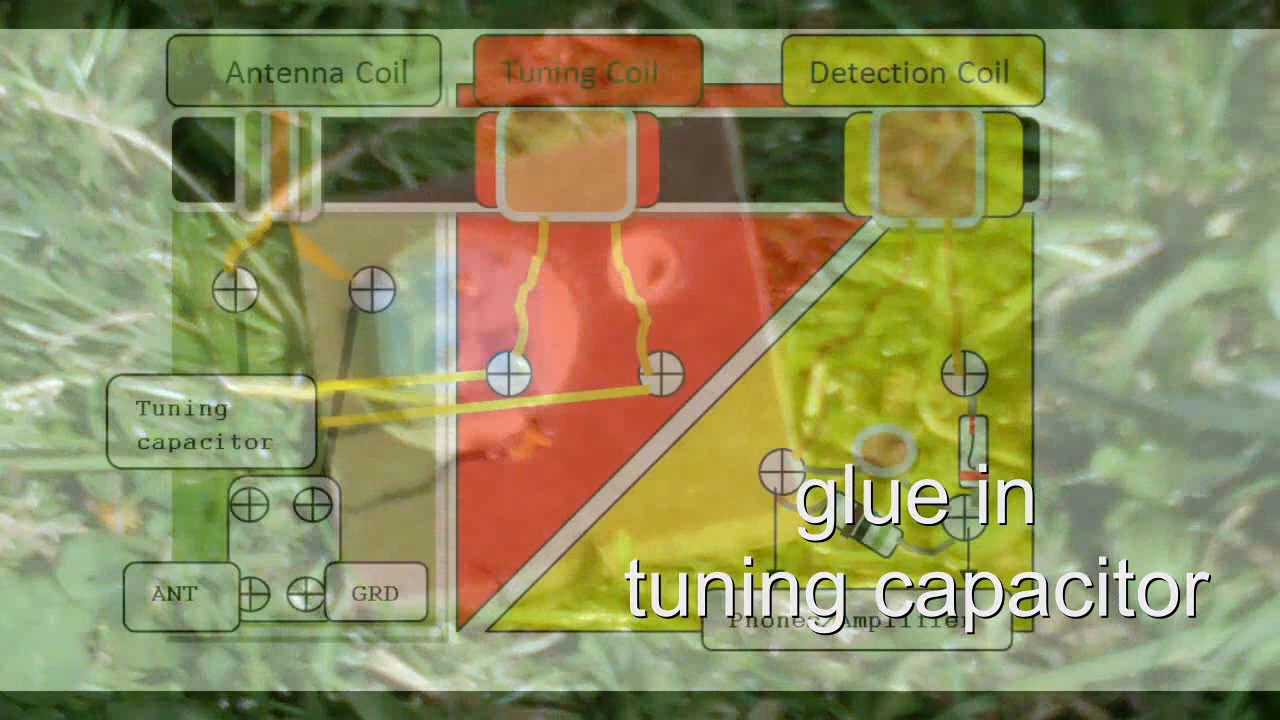 Antenna Coil
Tuning Coil
Detection Coil
Tuning
capacitor
glue in
tuning capacitor
ANT
GRD
Phones/Amplifier